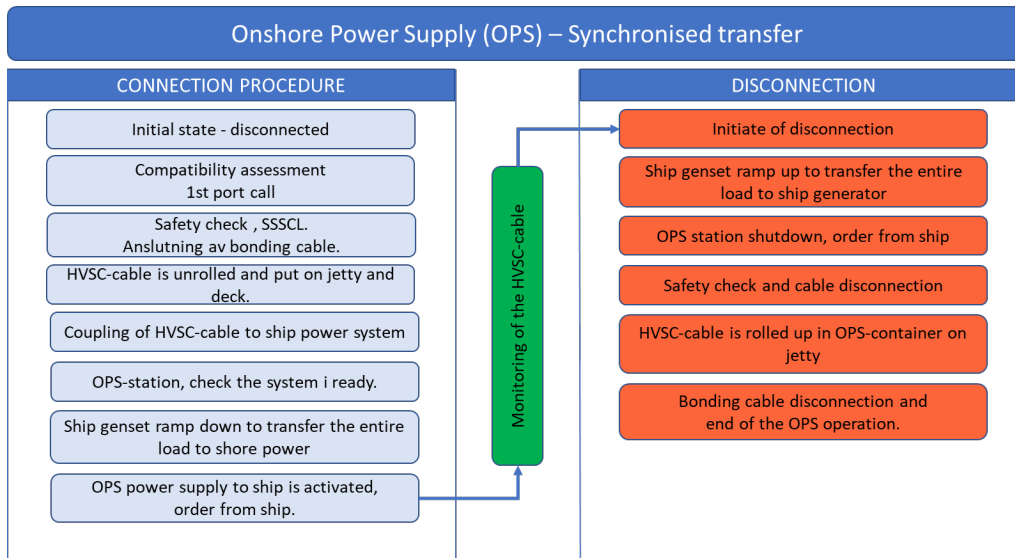 Onshore Power Supply (OPS) – Synchronised transfer
CONNECTION PROCEDURE
Initial state - disconnected
Compatibility assessment
1st port call
Safety check , SSSCL.
Anslutning av bonding cable.
HVSC-cable is unrolled and put on jetty and
deck.
Coupling of HVSC-cable to ship power system
OPS-station, check the system i ready.
Ship genset ramp down to transfer the entire
load to shore power
OPS power supply to ship is activated,
order from ship.
Monitoring of the HVSC-cable
DISCONNECTION
Initiate of disconnection
Ship genset ramp up to transfer the entire
load to ship generator
OPS station shutdown, order from ship
Safety check and cable disconnection
HVSC-cable is rolled up in OPS-container on
jetty
Bonding cable disconnection and
end of the OPS operation.